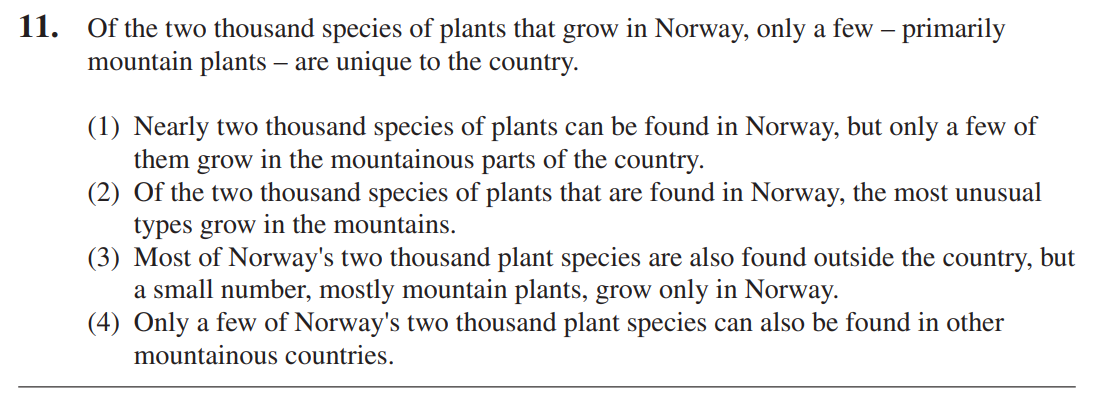 11. Of the two thousand species of plants that grow in Norway, only a few – primarily
mountain plants – are unique to the country.
(1) Nearly two thousand species of plants can be found in Norway, but only a few of
them grow in the mountainous parts of the country.
(2) Of the two thousand species of plants that are found in Norway, the most unusual
types grow in the mountains.
(3) Most of Norway's two thousand plant species are also found outside the country, but
a small number, mostly mountain plants, grow only in Norway.
(4) Only a few of Norway's two thousand plant species can also be found in other
mountainous countries.